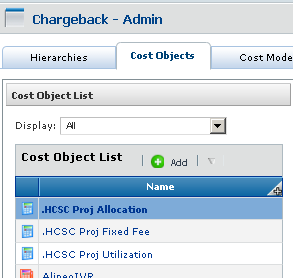 Chargeback - Admin
Hierarchies Cost Objects Cost Mode
Cost Object List
Display: All
Cost Object List Add
Name
.HCSC Proj Allocation
.HCSC Proj Fixed Fee
.HCSC Proj Utilization
AlineoIVR